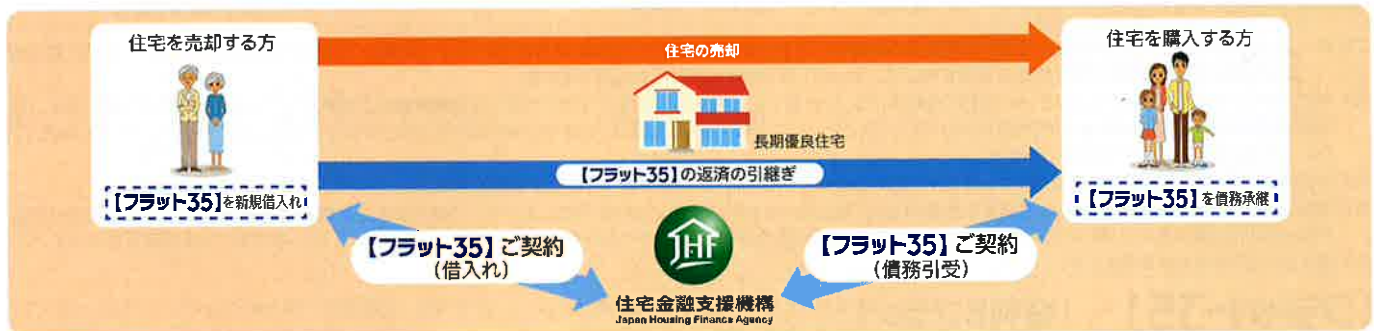 住宅を売却する方
【フラット35】を新規借入れ
住宅の売却
長期優良住宅
【フラット35】の返済の引継ぎ
住宅を購入する方
【フラット35】を債務承継
【フラット35】ご契約
(借入れ)
JHF
住宅金融支援機構
Japan Housing Finance Agency
【フラット35】ご契約
(債務引受)